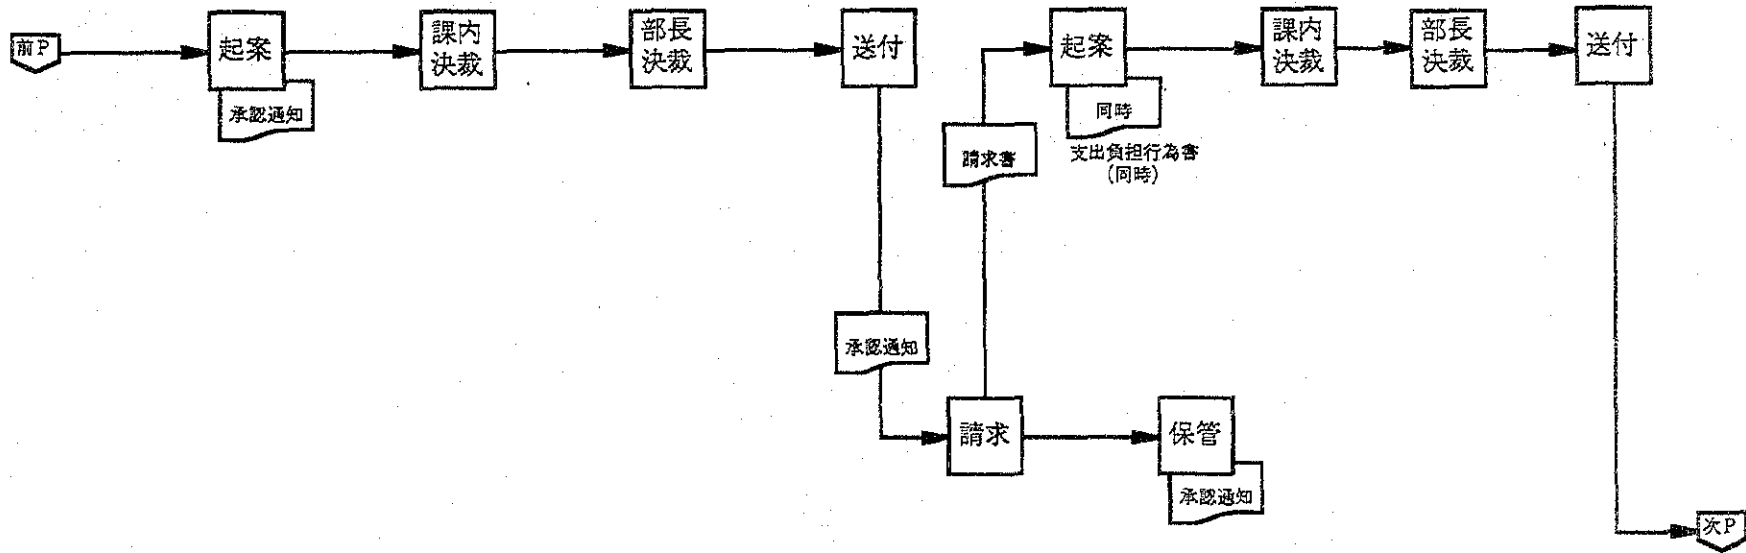 前P
起案
承認通知
課内
決裁
部長
決裁
送付
承認通知
請求
請求書
保管
承認通知
起案
同時
支出負担行為書
(同時)
課内
決裁
部長
決裁
送付
次P